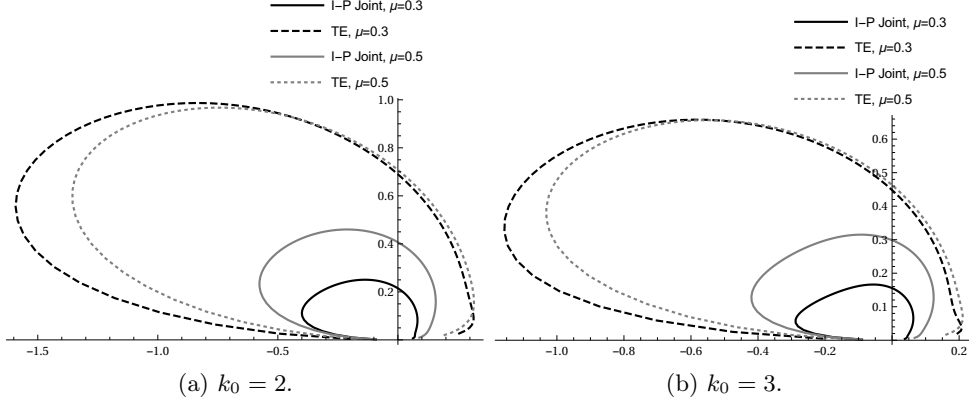 I−P Joint, μ=0.3
TE, μ=0.3
I−P Joint, μ=0.5
TE, μ=0.5
1.0
0.8
0.6
0.4
0.2
−1.5 −1.0 −0.5
(a) k₀ = 2.
I−P Joint, μ=0.3
TE, μ=0.3
I−P Joint, μ=0.5
TE, μ=0.5
0.6
0.5
0.4
0.3
0.2
0.1
−1.0 −0.8 −0.6 −0.4 −0.2 0.2
(b) k₀ = 3.